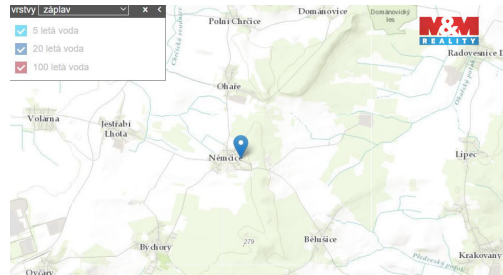 vrstvy záplav x <
5 letá voda
20 letá voda
100 letá voda
Polní Chrčice
Domanovice
Domanovický
les
M&M
REALITY
Radovesnice
Ohaře
Volárna
Jestřabí
Lhota
Němčice
Lipec
Býchory
279
Bělušice
Krakovany
Ovčáry